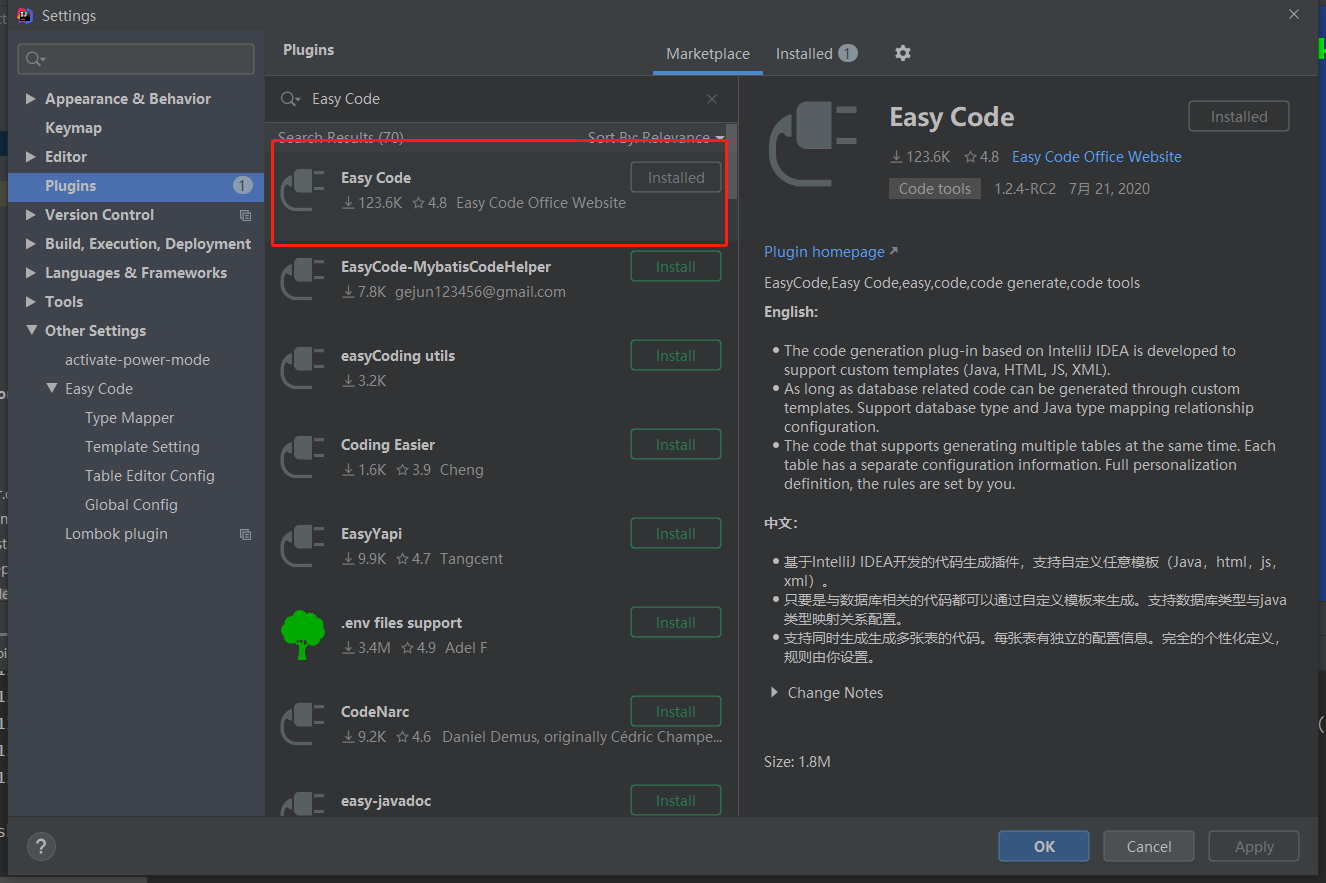 Settings
Appearance & Behavior
Keymap
Editor
Plugins 1
Version Control
Build, Execution, Deployment
Languages & Frameworks
Tools
Other Settings
activate-power-mode
Easy Code
Type Mapper
Template Setting
Table Editor Config
Global Config
Lombok plugin
Plugins
Marketplace
Installed 1
Easy Code
Search Results (70)
Sort By: Relevance
Easy Code
Installed
123.6K 4.8 Easy Code Office Website
EasyCode-MybatisCodeHelper
Install
7.8K gejun123456@gmail.com
easyCoding utils
Install
3.2K
Coding Easier
Install
1.6K 3.9 Cheng
EasyYapi
Install
9.9K 4.7 Tangcent
.env files support
Install
3.4M 4.9 Adel F
CodeNarc
Install
9.2K 4.6 Daniel Demus, originally Cédric Champe...
easy-javadoc
Install
Easy Code
Installed
123.6K 4.8 Easy Code Office Website
Code tools 1.2.4-RC2 7月 21, 2020
Plugin homepage
EasyCode,Easy Code,easy,code,code generate,code tools
English:
• The code generation plug-in based on IntelliJ IDEA is developed to
support custom templates (Java, HTML, JS, XML).
• As long as database related code can be generated through custom
templates. Support database type and Java type mapping relationship
configuration.
• The code that supports generating multiple tables at the same time. Each
table has a separate configuration information. Full personalization
definition, the rules are set by you.
中文：
• 基于IntelliJ IDEA开发的代码生成插件，支持自定义任意模板（Java，html，js，
xml）。
• 只要是与数据库相关的代码都可以通过自定义模板来生成。支持数据库类型与java
类型映射关系配置。
• 支持同时生成生成多张表的代码。每张表有独立的配置信息。完全的个性化定义，
规则由你设置。
Change Notes
Size: 1.8M
?
OK
Cancel
Apply